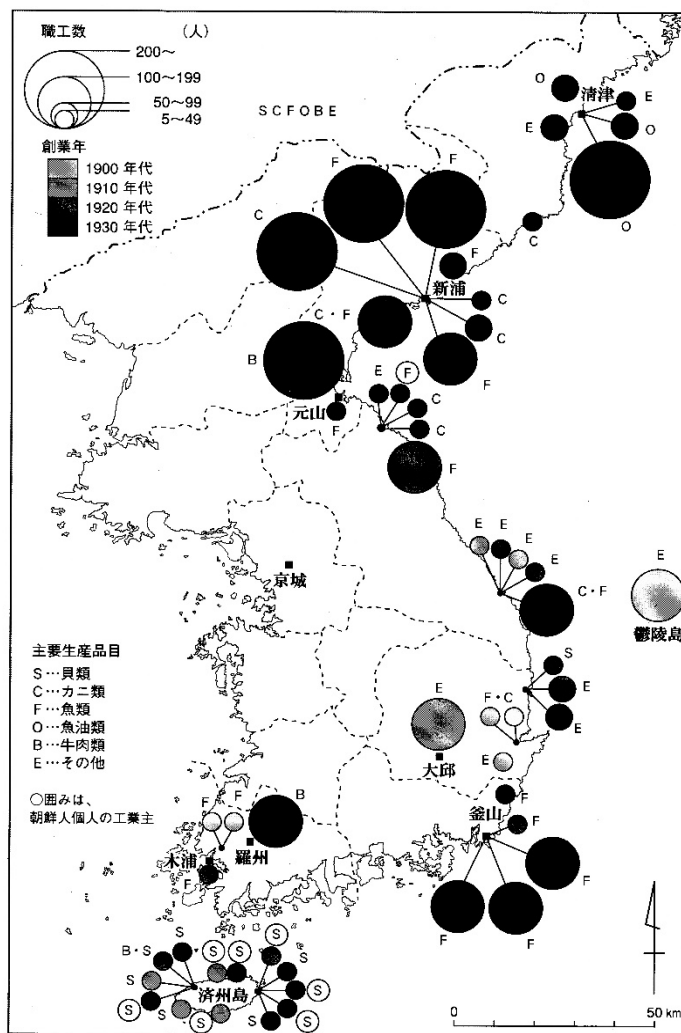 職工数 (人)
200～
100～199
50～99
5～49
創業年
1900 年代
1910 年代
1920 年代
1930 年代
S C F O B E
O
清津
E
E
O
O
C
F
F
C
F
新浦
C
C
F
C・F
B
元山
F
E
F
C
C
F
京城
E
E
E
E
C・F
E
鬱陵島
主要生産品目
S…貝類
C…カニ類
F…魚類
O…魚油類
B…牛肉類
E…その他
○囲みは、
朝鮮人個人の工業主
S
E
E
E
大邱
F・C
E
F
釜山
F
F
F
F
F
F
B
羅州
木浦
F
B・S
S
S
S
S
S
S
S
S
S
S
S
S
済州島
0 50 km